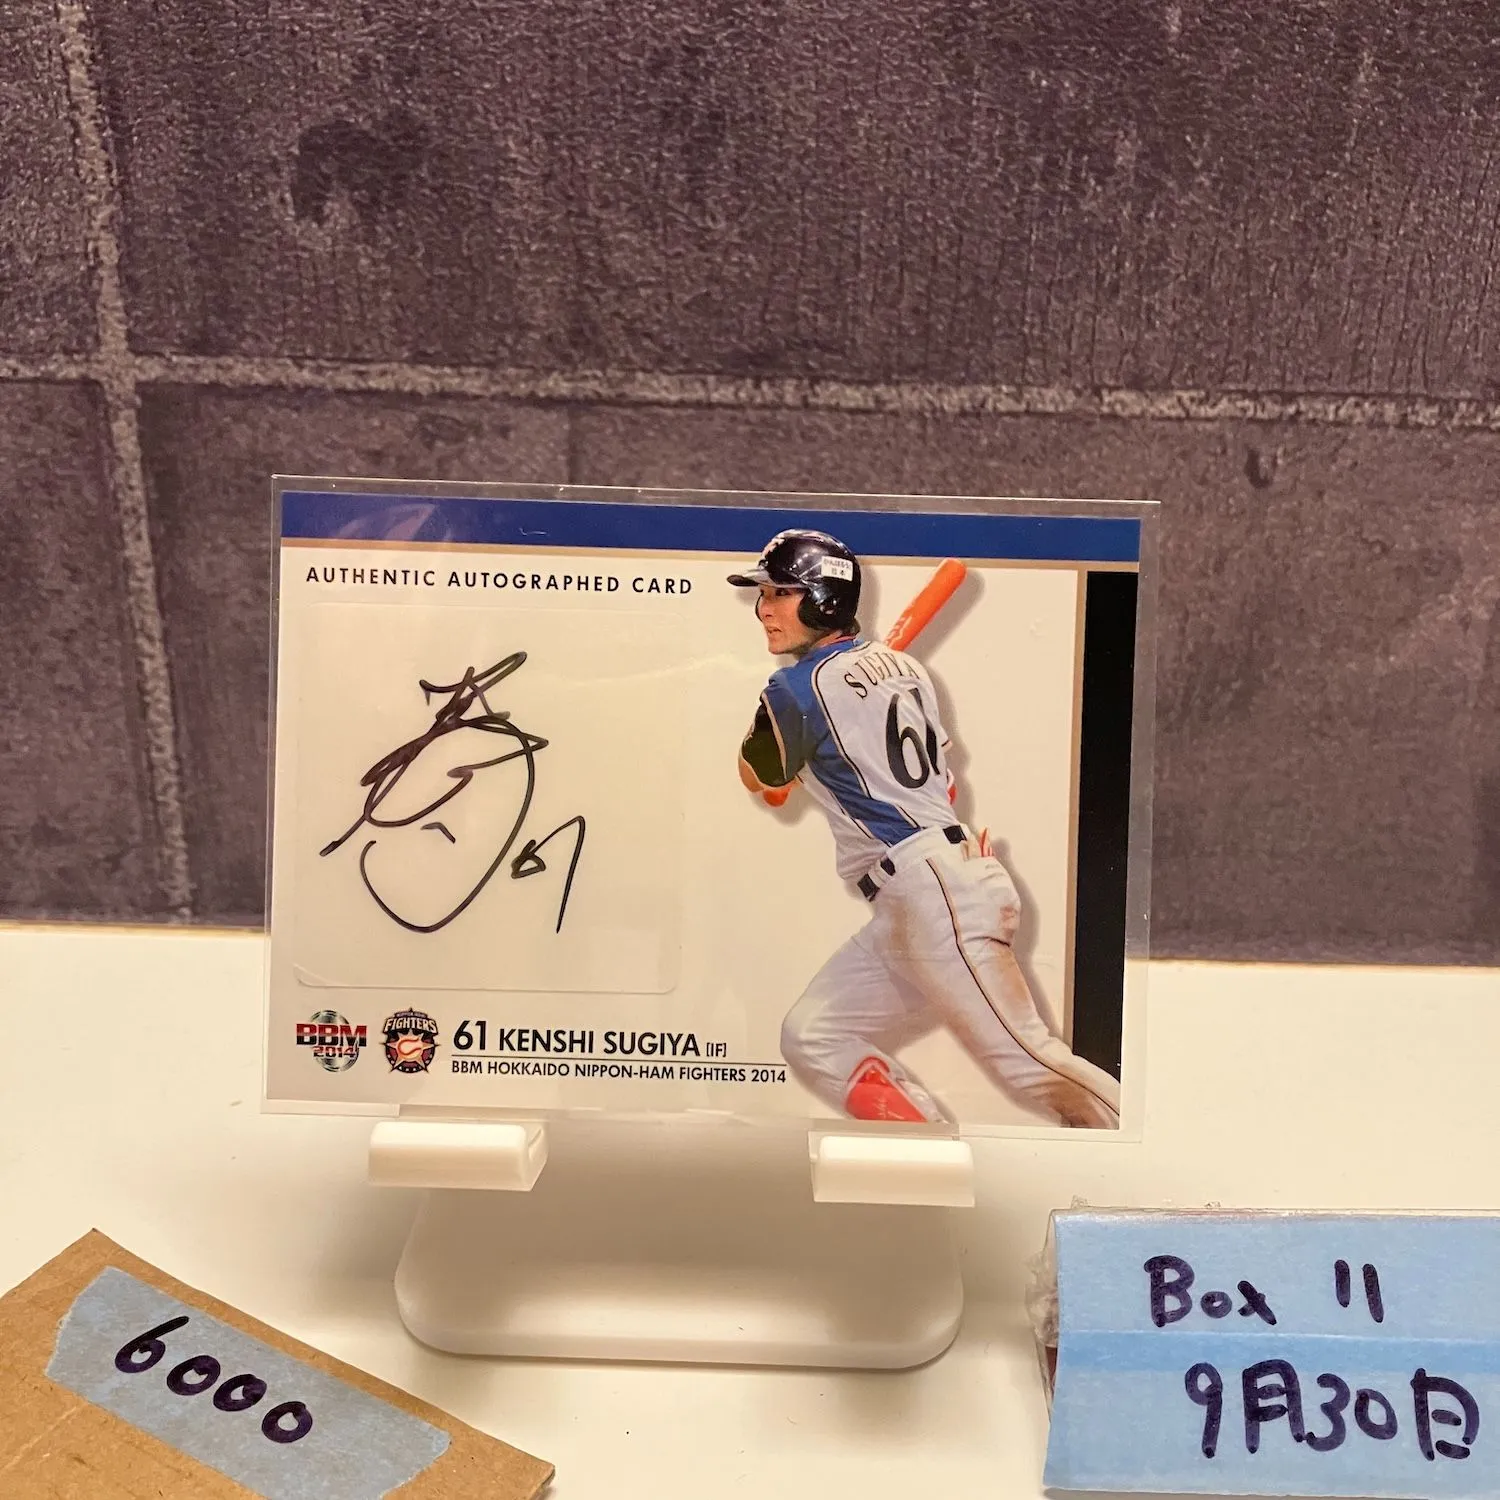 AUTHENTIC AUTOGRAPHED CARD
SUGIYA
61
61
BBM
2014
FIGHTERS
61 KENSHI SUGIYA [IF]
BBM HOKKAIDO NIPPON-HAM FIGHTERS 2014
6000
Box 11
9月30日